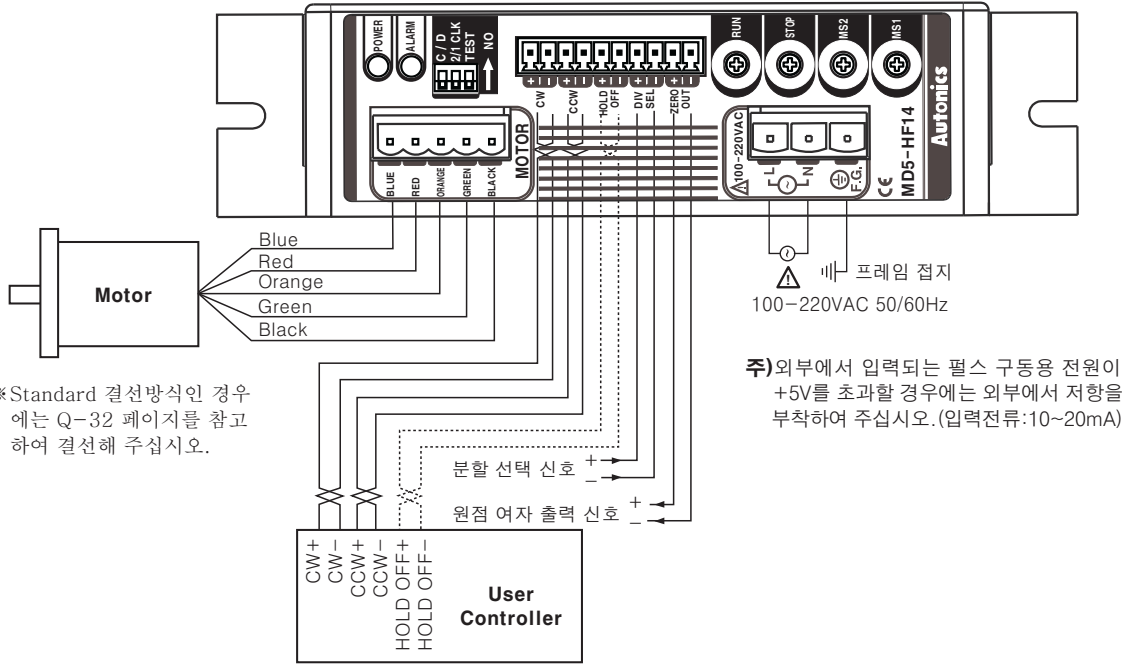 POWER
ALARM
C / D
2/1 CLK
TEST
NO
RUN
STOP
MS2
MS1
+ − + − + − + − + −
CW
CCW
HOLD OFF
DIV SEL
ZERO OUT
MOTOR
BLUE
RED
ORANGE
GREEN
BLACK
100-220VAC
L
N
F.G.
CE
MD5-HF14
Autonics
Blue
Red
Orange
Green
Black
Motor
프레임 접지
100-220VAC 50/60Hz
※Standard 결선방식인 경우
에는 Q-32 페이지를 참고
하여 결선해 주십시오.
주)외부에서 입력되는 펄스 구동용 전원이
+5V를 초과할 경우에는 외부에서 저항을
부착하여 주십시오.(입력전류:10~20mA)
분할 선택 신호 + −
원점 여자 출력 신호 + −
CW+
CW−
CCW+
CCW−
HOLD OFF+
HOLD OFF−
User
Controller